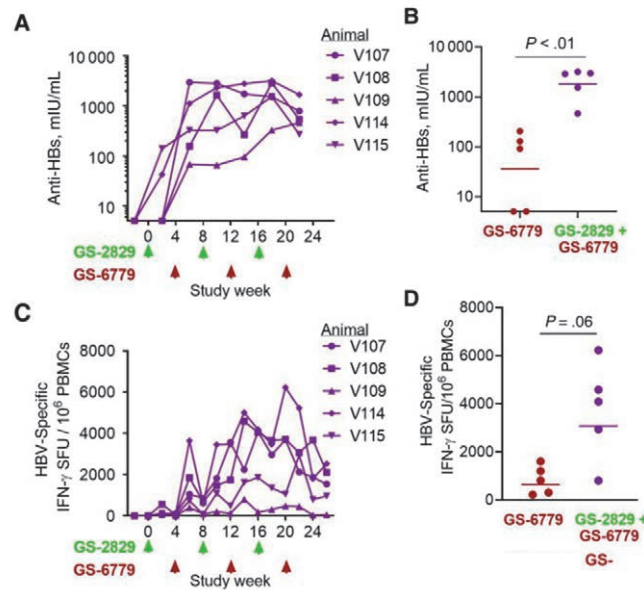 A
Anti-HBs, mIU/mL
10 000
1000
100
10
0 4 8 12 16 20 24
GS-2829
GS-6779
Study week
Animal
V107
V108
V109
V114
V115
B
P < .01
Anti-HBs, mIU/mL
10 000
1000
100
10
GS-6779
GS-2829 +
GS-6779
C
HBV-Specific
IFN-γ SFU / 10⁶ PBMCs
8000
6000
4000
2000
0
0 4 8 12 16 20 24
GS-2829
GS-6779
Study week
Animal
V107
V108
V109
V114
V115
D
P = .06
HBV-Specific
IFN-γ SFU/10⁶ PBMCs
8000
6000
4000
2000
0
GS-6779
GS-2829 +
GS-6779
GS-